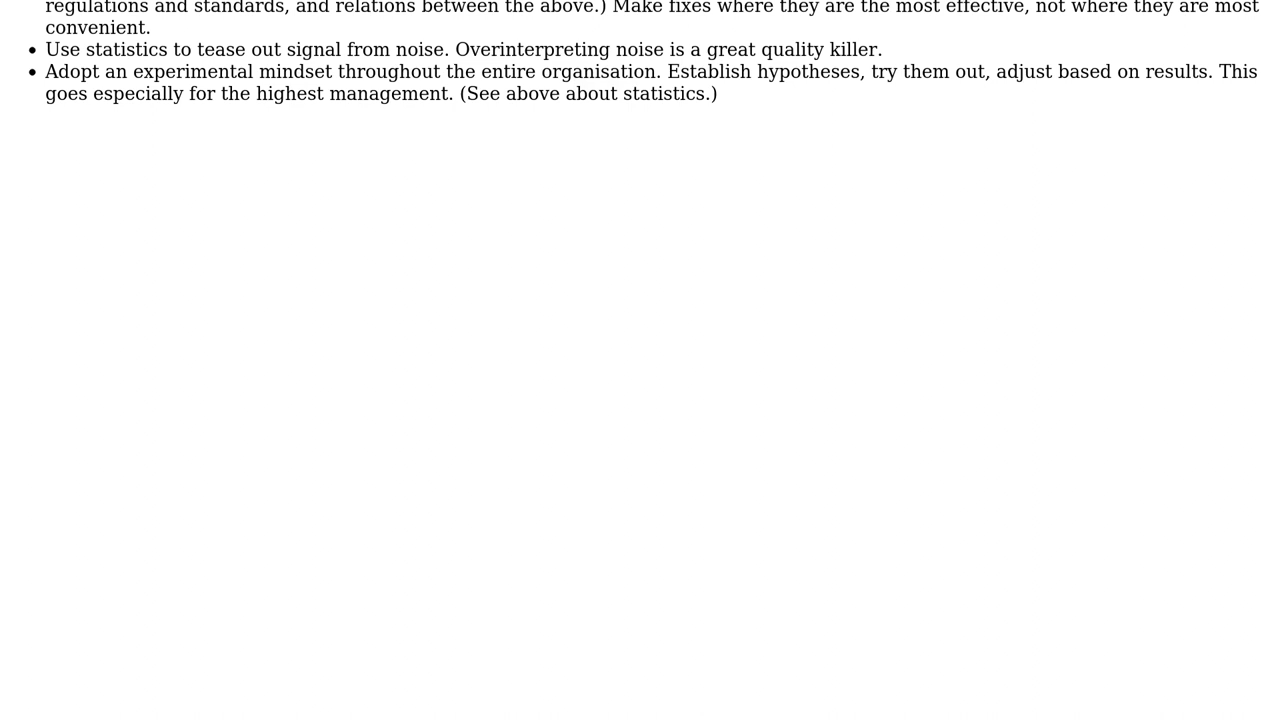 regulations and standards, and relations between the above.) Make fixes where they are the most effective, not where they are most
convenient.
• Use statistics to tease out signal from noise. Overinterpreting noise is a great quality killer.
• Adopt an experimental mindset throughout the entire organisation. Establish hypotheses, try them out, adjust based on results. This
goes especially for the highest management. (See above about statistics.)